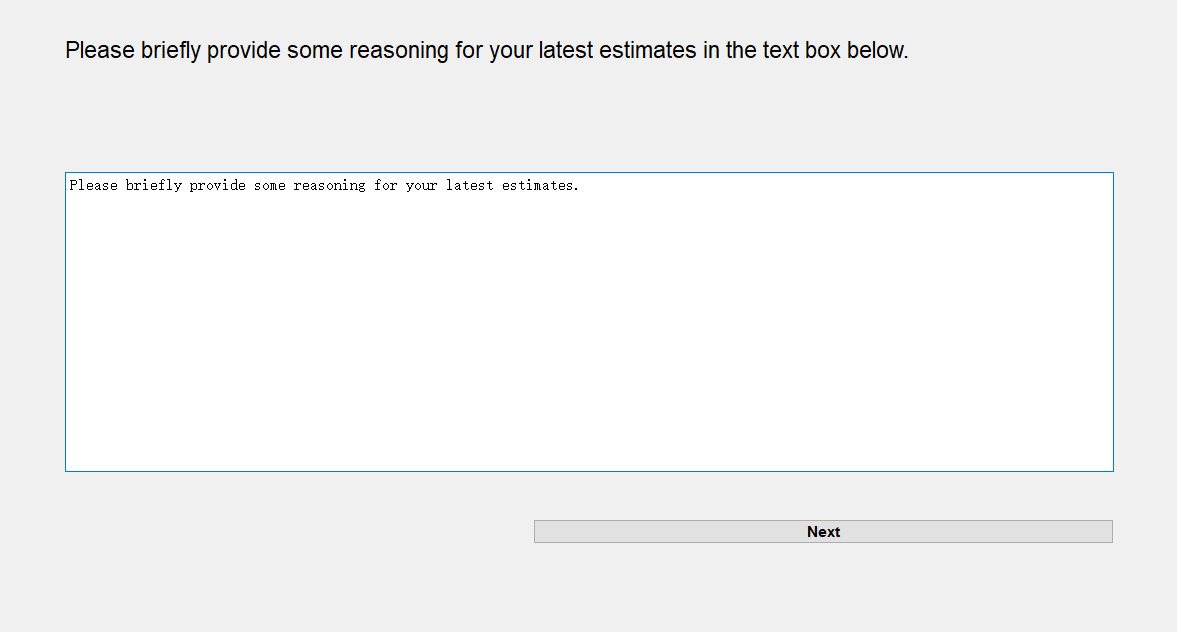 Please briefly provide some reasoning for your latest estimates in the text box below.
Please briefly provide some reasoning for your latest estimates.
Next